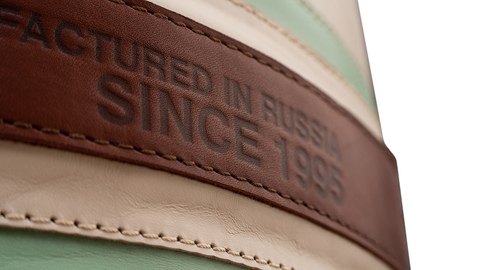 FACTURED IN RUSSIA
SINCE 1995